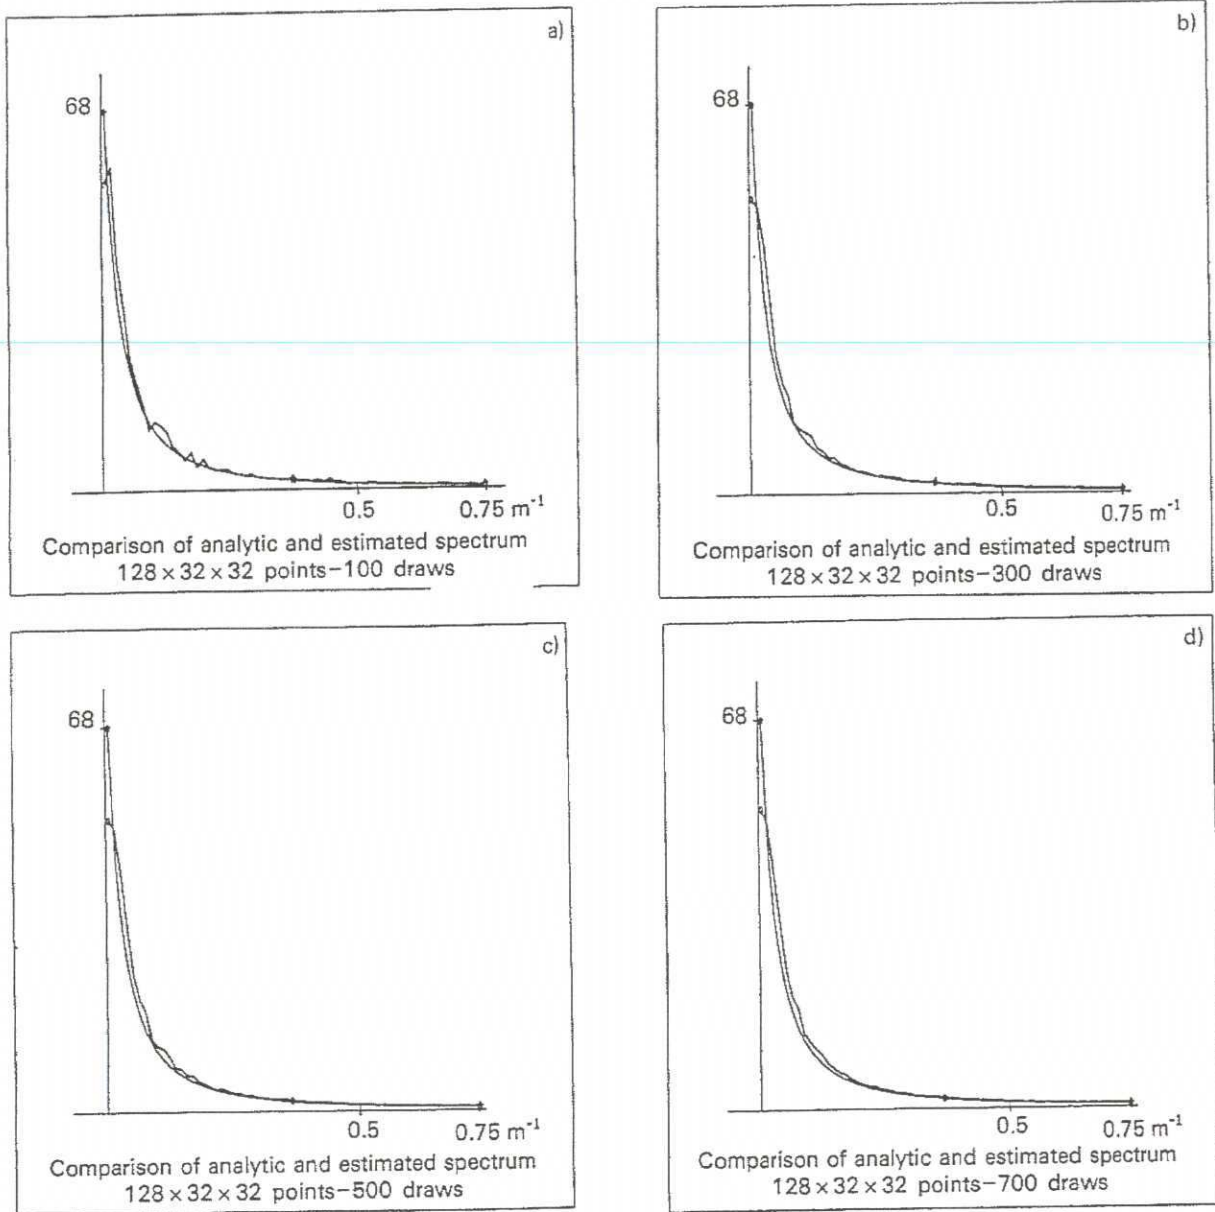 a)
68
0.5 0.75 m⁻¹
Comparison of analytic and estimated spectrum
128×32×32 points–100 draws
b)
68
0.5 0.75 m⁻¹
Comparison of analytic and estimated spectrum
128×32×32 points–300 draws
c)
68
0.5 0.75 m⁻¹
Comparison of analytic and estimated spectrum
128×32×32 points–500 draws
d)
68
0.5 0.75 m⁻¹
Comparison of analytic and estimated spectrum
128×32×32 points–700 draws